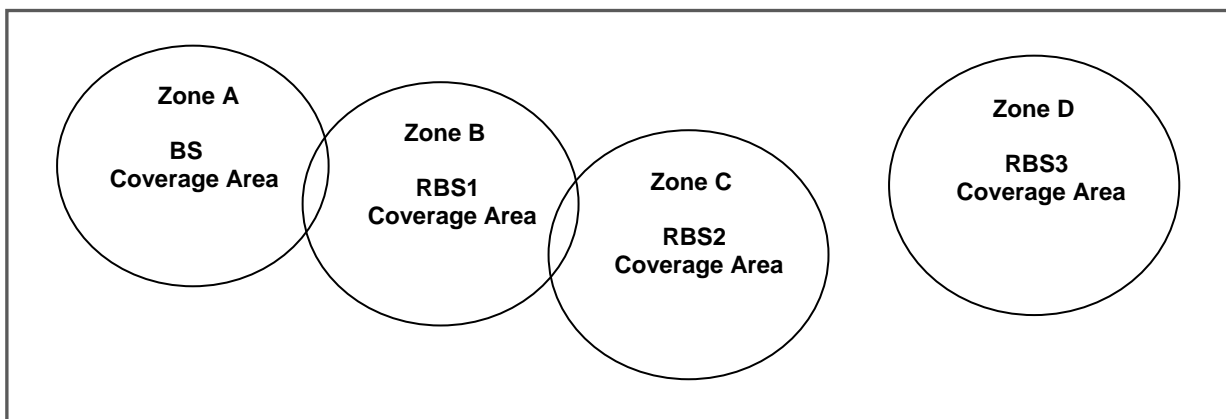 Zone A
BS
Coverage Area
Zone B
RBS1
Coverage Area
Zone C
RBS2
Coverage Area
Zone D
RBS3
Coverage Area